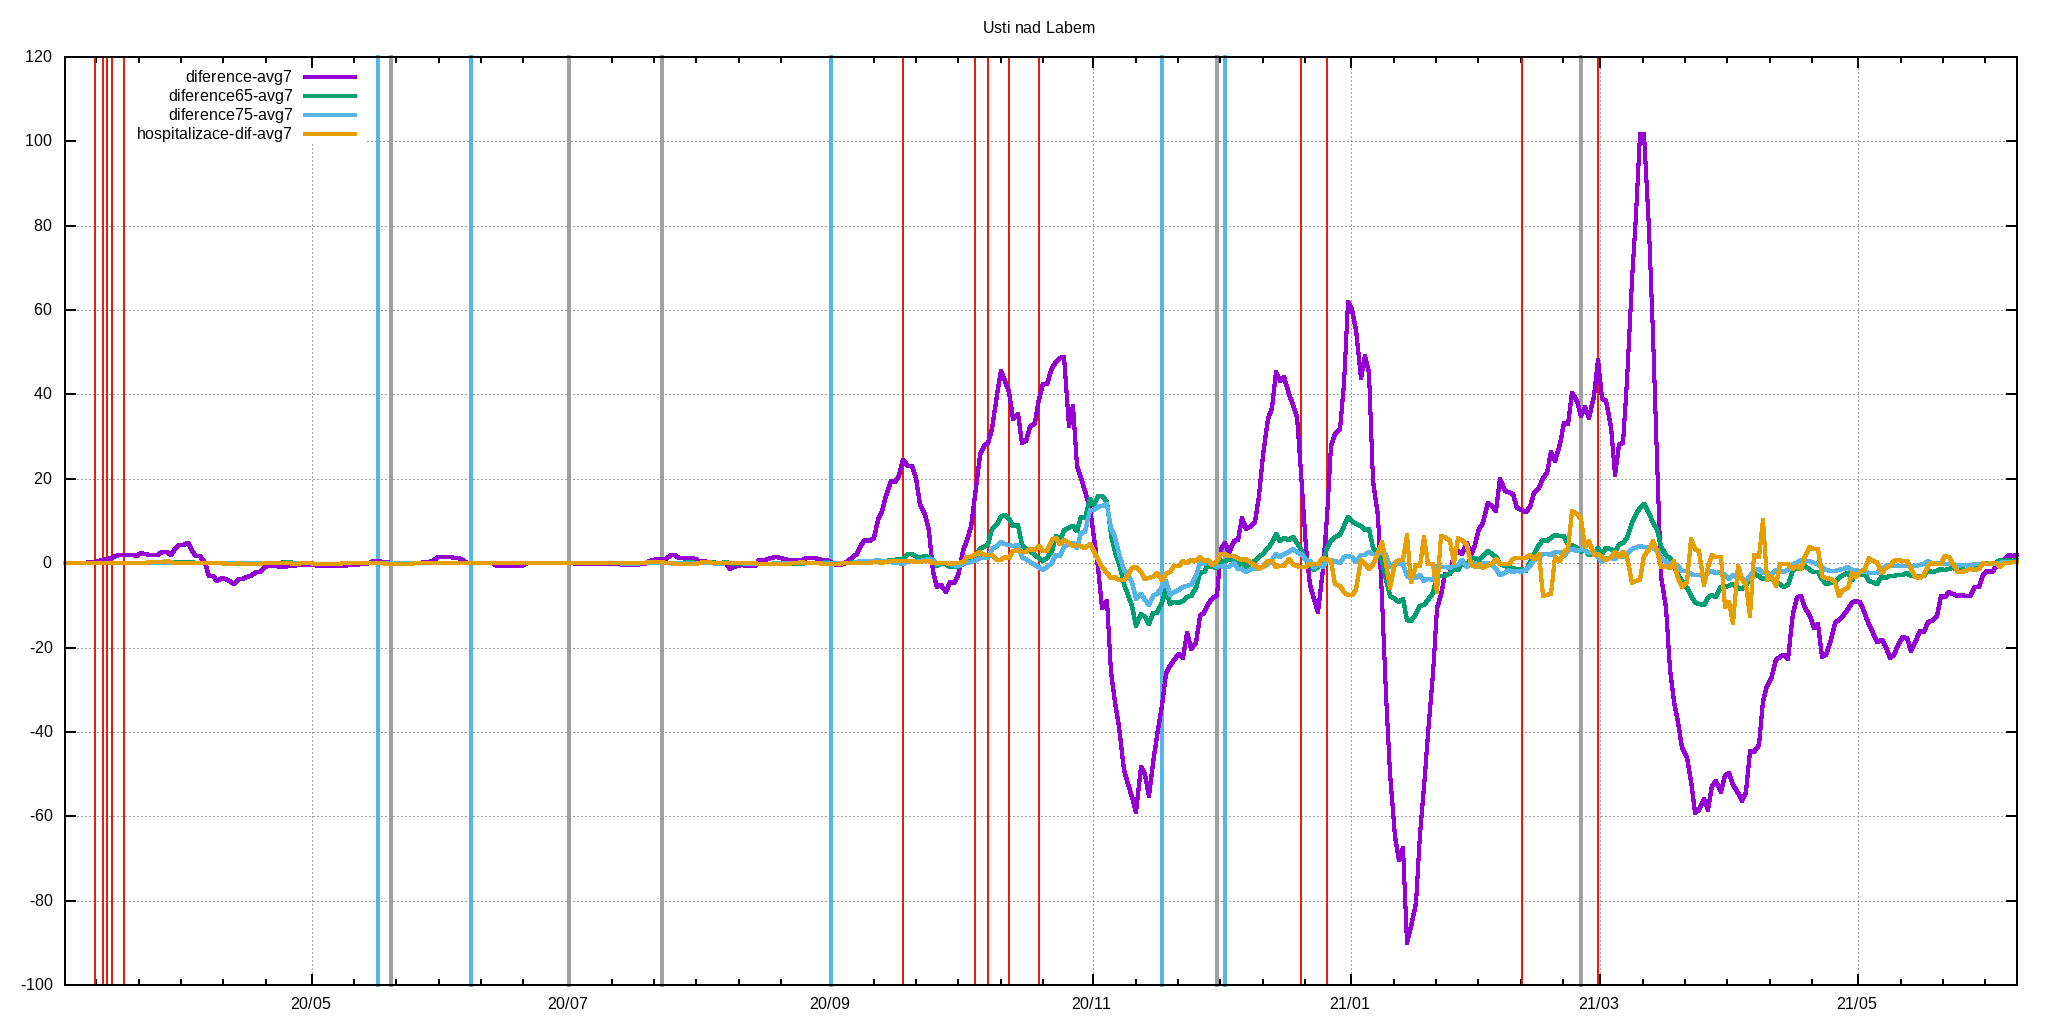 Usti nad Labem
120
100
80
60
40
20
0
-20
-40
-60
-80
-100
diference-avg7
diference65-avg7
diference75-avg7
hospitalizace-dif-avg7
20/05 20/07 20/09 20/11 21/01 21/03 21/05